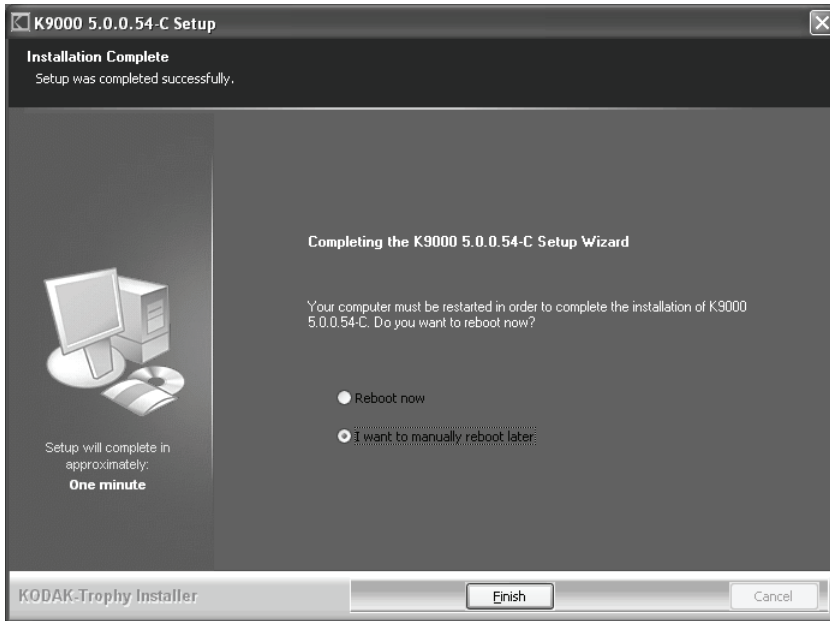 K9000 5.0.0.54-C Setup
Installation Complete
Setup was completed successfully.
Completing the K9000 5.0.0.54-C Setup Wizard
Your computer must be restarted in order to complete the installation of K9000
5.0.0.54-C. Do you want to reboot now?
Reboot now
I want to manually reboot later
Setup will complete in
approximately:
One minute
KODAK-Trophy Installer
Finish
Cancel